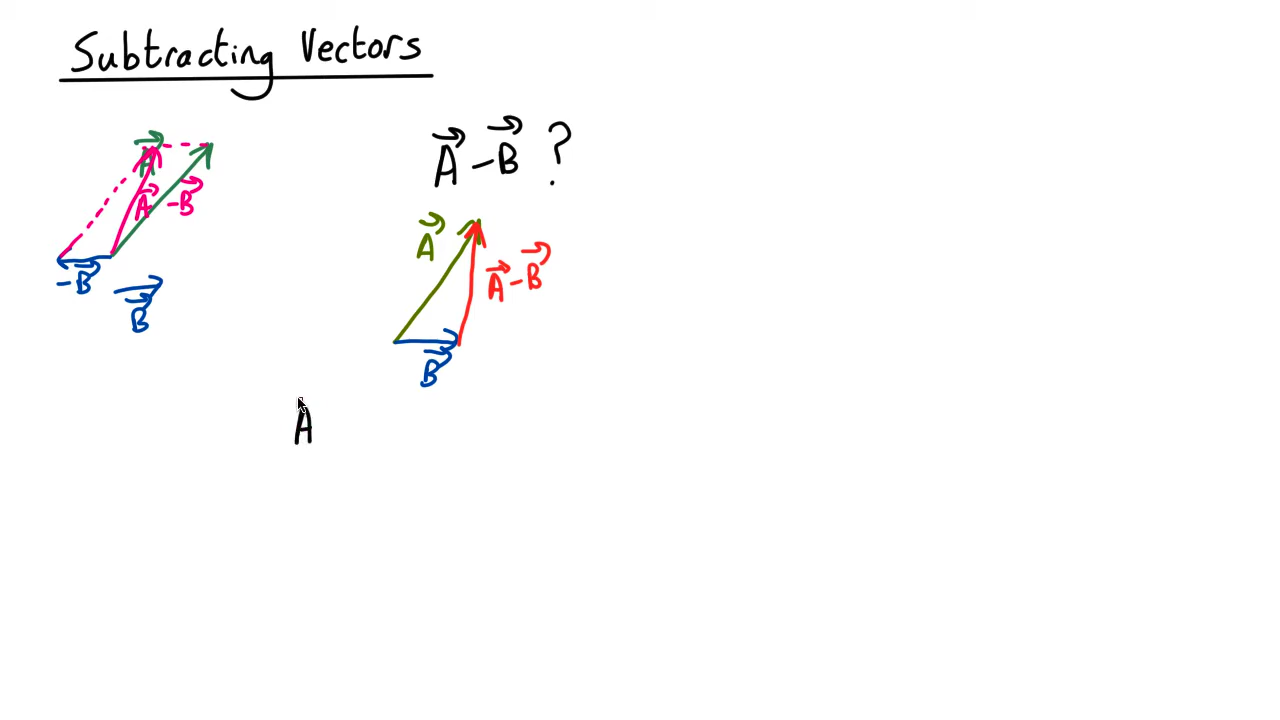 Subtracting Vectors
A⃗ - B⃗ ?
A⃗
A⃗ - B⃗
-B⃗
B⃗
A⃗
A⃗ - B⃗
B⃗
A